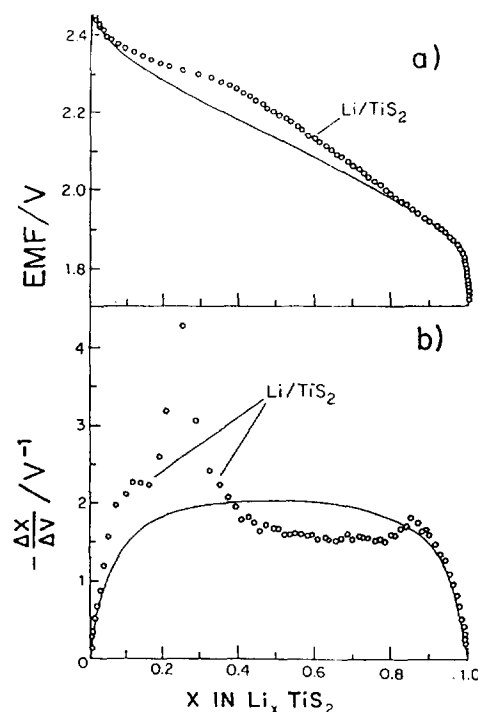 2.4
a)
2.2
Li/TiS₂
2.0
EMF/V
1.8
b)
4
Li/TiS₂
3
-ΔX/ΔV /V⁻¹
2
1
0
0 0.2 0.4 0.6 0.8 1.0
X IN LiₓTiS₂